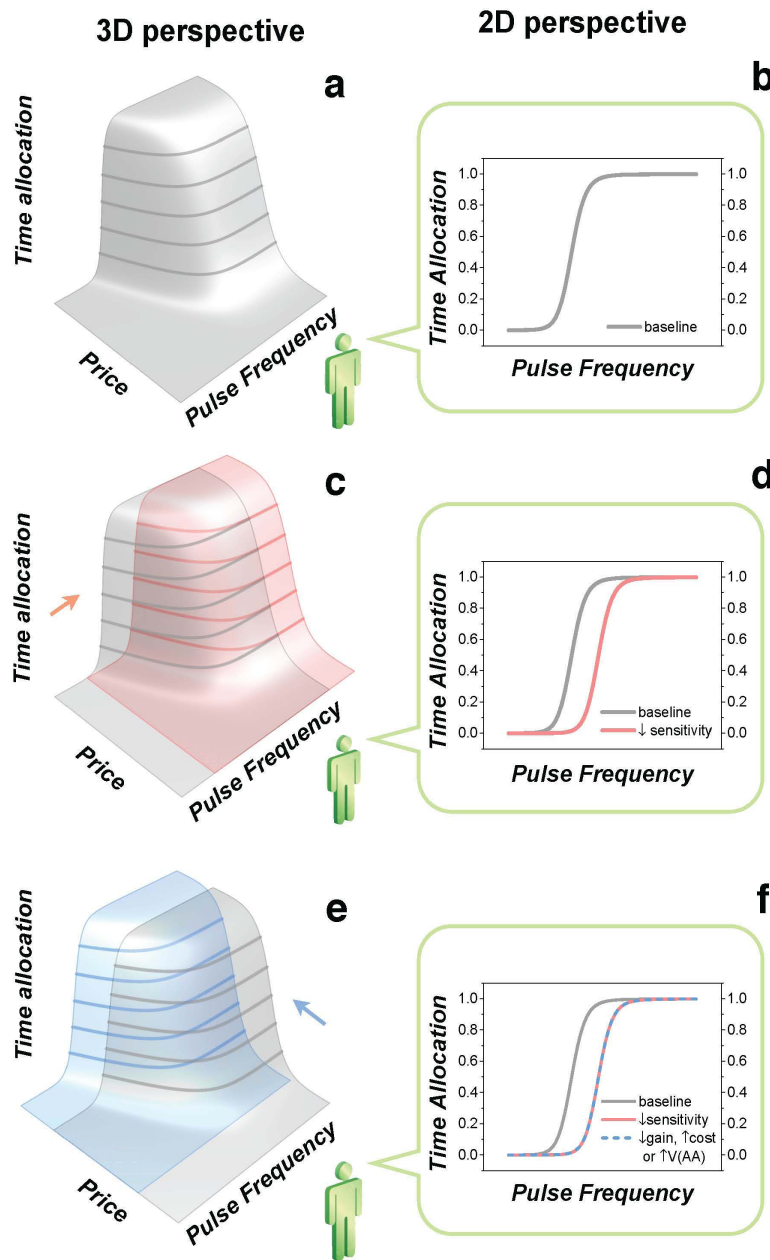 3D perspective
2D perspective
a
Time allocation
Price
Pulse Frequency
b
Time Allocation
1.0
0.8
0.6
0.4
0.2
0.0
1.0
0.8
0.6
0.4
0.2
0.0
baseline
Pulse Frequency
c
Time allocation
Price
Pulse Frequency
d
Time Allocation
1.0
0.8
0.6
0.4
0.2
0.0
1.0
0.8
0.6
0.4
0.2
0.0
baseline
↓ sensitivity
Pulse Frequency
e
Time allocation
Price
Pulse Frequency
f
Time Allocation
1.0
0.8
0.6
0.4
0.2
0.0
1.0
0.8
0.6
0.4
0.2
0.0
baseline
↓sensitivity
↓gain, ↑cost
or ↑V(AA)
Pulse Frequency